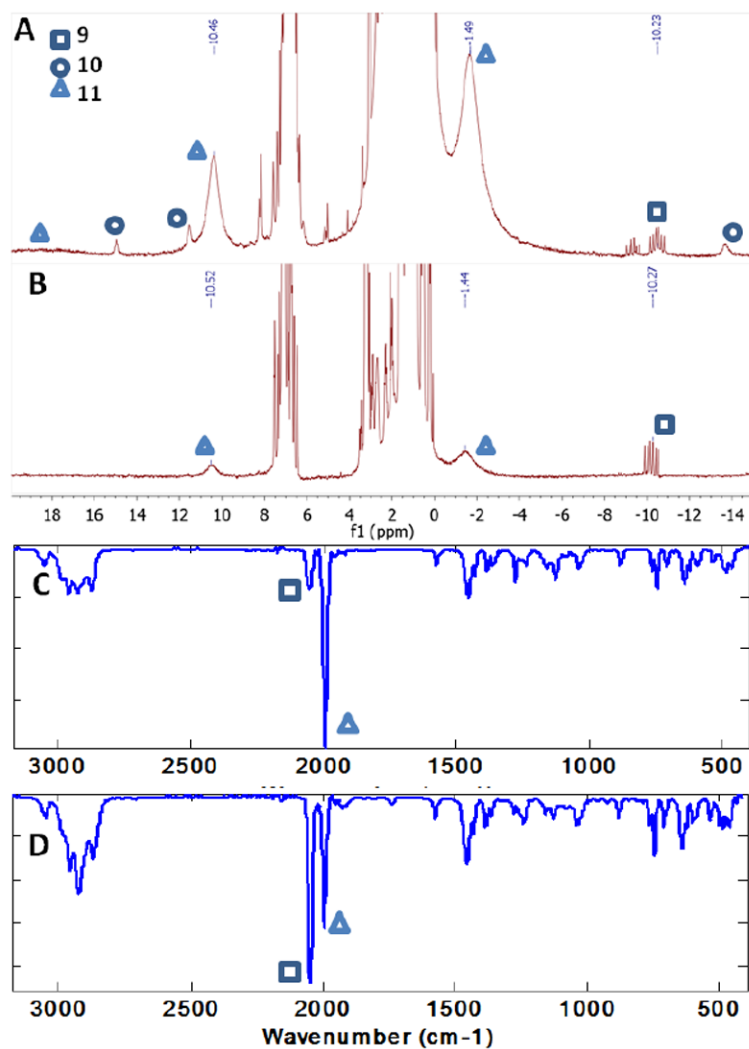 A
9
10
11
—10.46
—-1.49
—-10.23
B
—10.52
—-1.44
—-10.27
18 16 14 12 10 8 6 4 2 0 -2 -4 -6 -8 -10 -12 -14
f1 (ppm)
C
3000 2500 2000 1500 1000 500
D
3000 2500 2000 1500 1000 500
Wavenumber (cm-1)